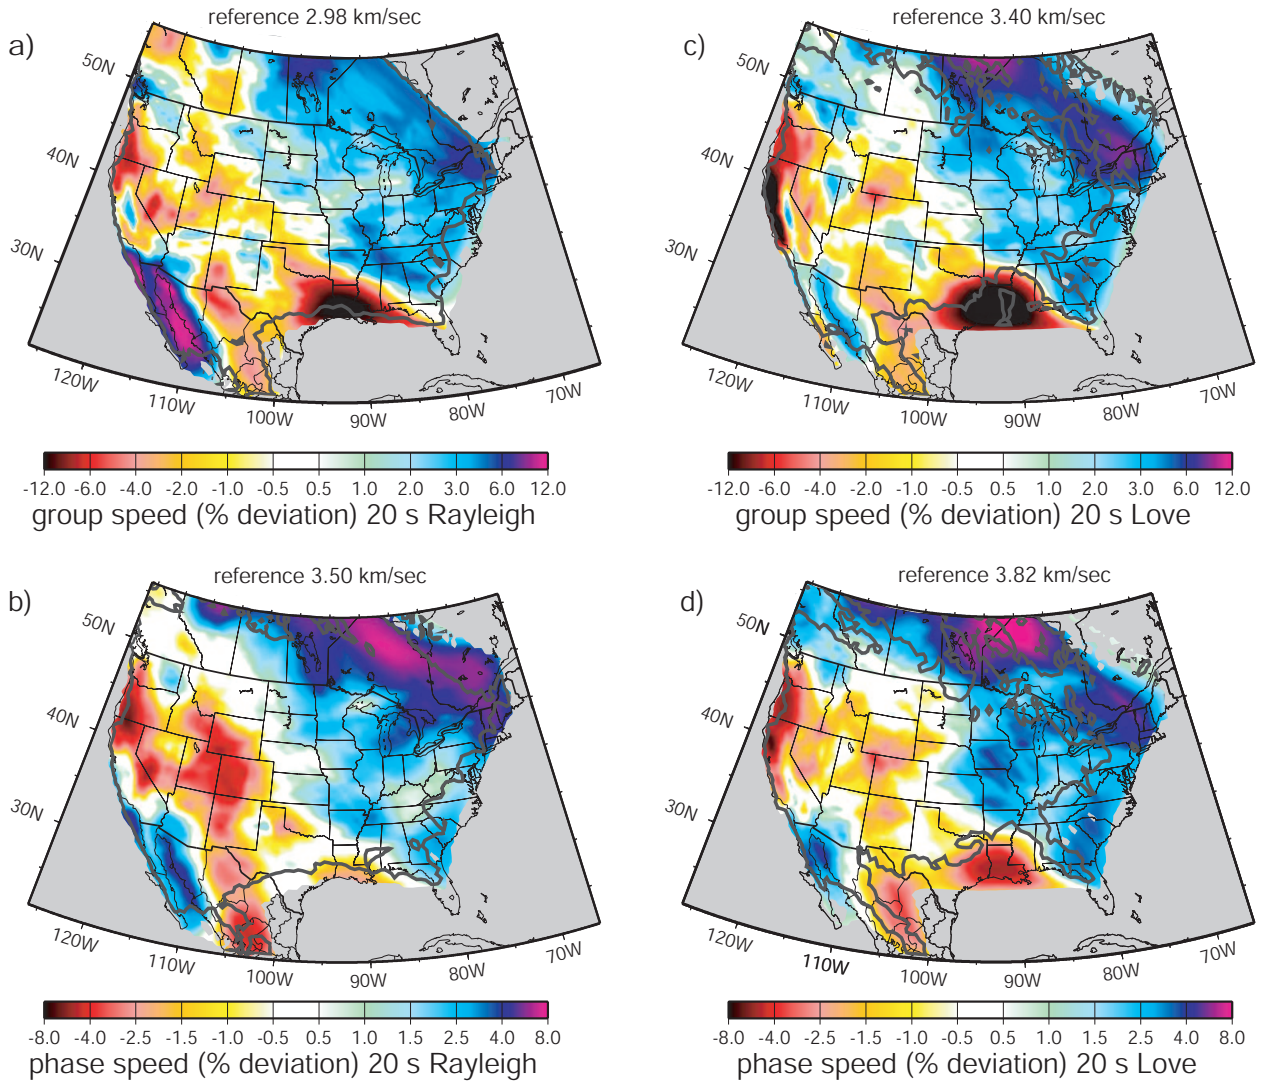 reference 2.98 km/sec
a)
50N
40N
30N
120W
110W
100W
90W
80W
70W
-12.0 -6.0 -4.0 -2.0 -1.0 -0.5 0.5 1.0 2.0 3.0 6.0 12.0
group speed (% deviation) 20 s Rayleigh
reference 3.40 km/sec
c)
50N
40N
30N
120W
110W
100W
90W
80W
70W
-12.0 -6.0 -4.0 -2.0 -1.0 -0.5 0.5 1.0 2.0 3.0 6.0 12.0
group speed (% deviation) 20 s Love
reference 3.50 km/sec
b)
50N
40N
30N
120W
110W
100W
90W
80W
70W
-8.0 -4.0 -2.5 -1.5 -1.0 -0.5 0.5 1.0 1.5 2.5 4.0 8.0
phase speed (% deviation) 20 s Rayleigh
reference 3.82 km/sec
d)
50N
40N
30N
120W
110W
100W
90W
80W
70W
-8.0 -4.0 -2.5 -1.5 -1.0 -0.5 0.5 1.0 1.5 2.5 4.0 8.0
phase speed (% deviation) 20 s Love